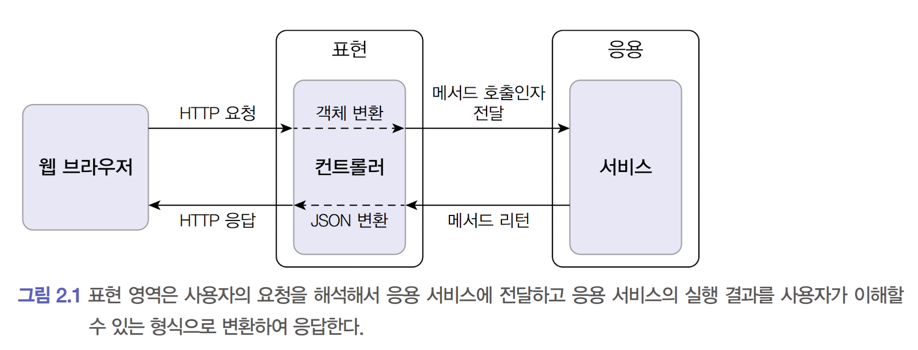 표현
응용
메서드 호출인자
전달
HTTP 요청
객체 변환
웹 브라우저
컨트롤러
서비스
HTTP 응답
JSON 변환
메서드 리턴
그림 2.1 표현 영역은 사용자의 요청을 해석해서 응용 서비스에 전달하고 응용 서비스의 실행 결과를 사용자가 이해할
수 있는 형식으로 변환하여 응답한다.